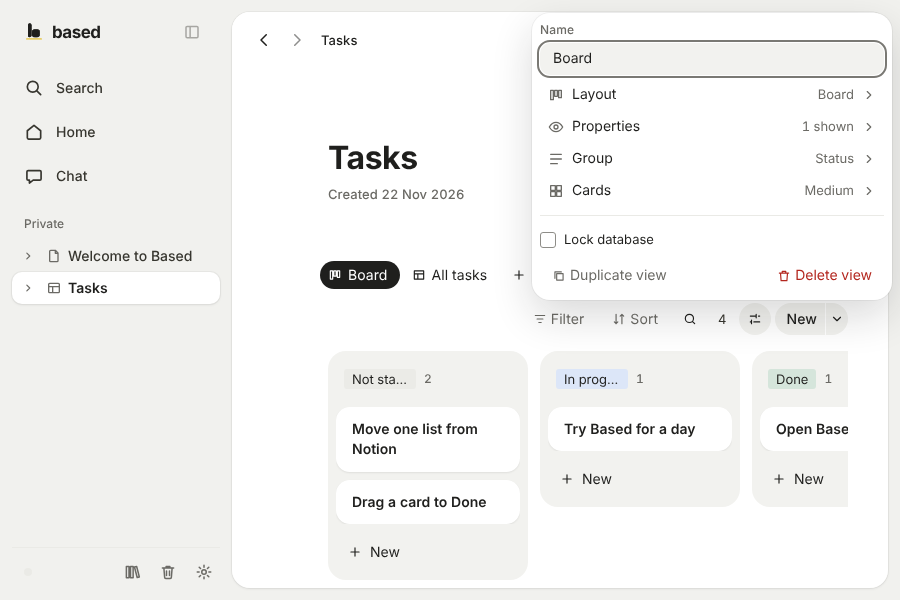 based
Search
Home
Chat
Private
Welcome to Based
Tasks
Tasks
Tasks
Created 22 Nov 2026
Board
All tasks
Name
Board
Layout Board
Properties 1 shown
Group Status
Cards Medium
Lock database
Duplicate view Delete view
Filter Sort 4 New
Not sta... 2
Move one list from
Notion
Drag a card to Done
New
In prog... 1
Try Based for a day
New
Done 1
Open Base
New